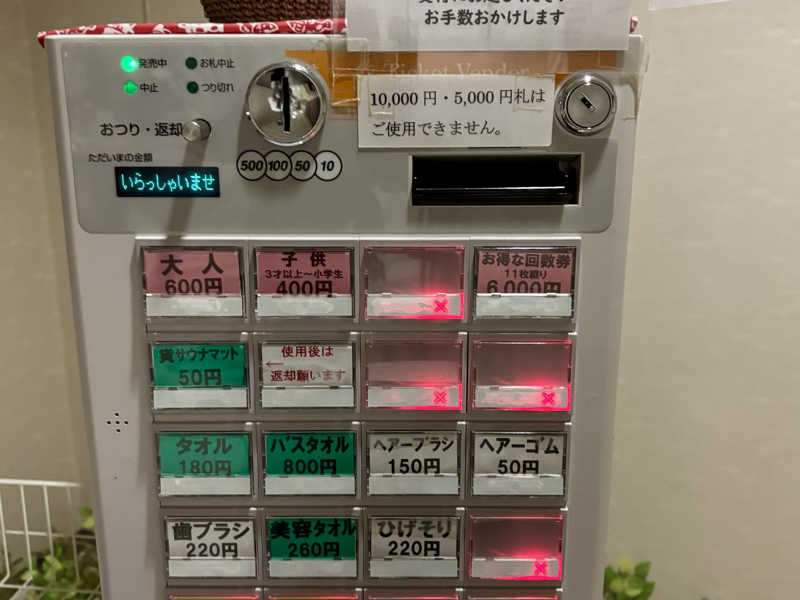 お手数おかけします
発売中
お札中止
中止
つり切れ
Ticket Vendor
10,000円・5,000円札は
ご使用できません。
おつり・返却
ただいまの金額
いらっしゃいませ
500 100 50 10
大人
600円
子供
3才以上~小学生
400円
×
お得な回数券
11枚綴り
6,000円
貸サウナマット
50円
使用後は
←
返却願います
×
×
タオル
180円
バスタオル
800円
ヘアーブラシ
150円
ヘアーゴム
50円
歯ブラシ
220円
美容タオル
260円
ひげそり
220円
×